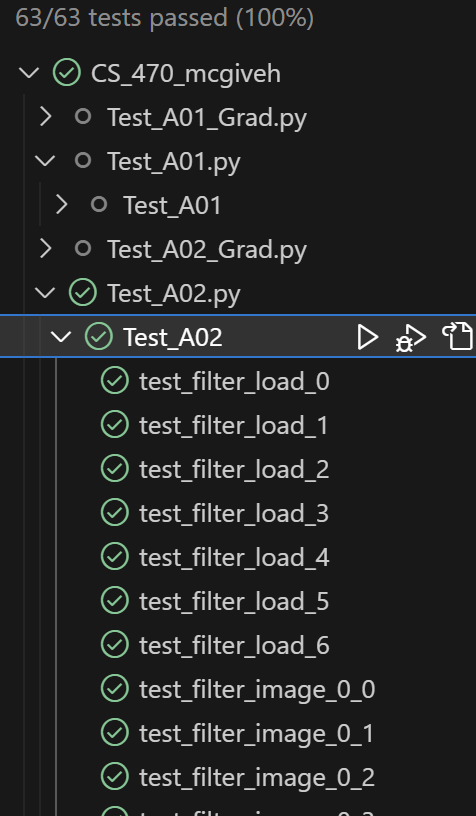 63/63 tests passed (100%)
CS_470_mcgiveh
Test_A01_Grad.py
Test_A01.py
Test_A01
Test_A02_Grad.py
Test_A02.py
Test_A02
test_filter_load_0
test_filter_load_1
test_filter_load_2
test_filter_load_3
test_filter_load_4
test_filter_load_5
test_filter_load_6
test_filter_image_0_0
test_filter_image_0_1
test_filter_image_0_2